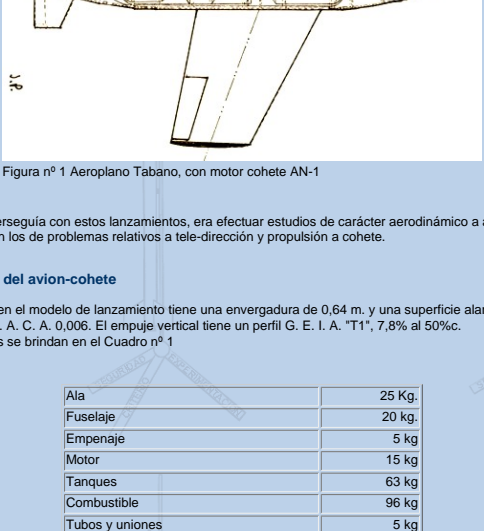 J.P.
Figura nº 1 Aeroplano Tabano, con motor cohete AN-1
erseguía con estos lanzamientos, era efectuar estudios de carácter aerodinámico a
n los de problemas relativos a tele-dirección y propulsión a cohete.
del avion-cohete
en el modelo de lanzamiento tiene una envergadura de 0,64 m. y una superficie alar
. A. C. A. 0,006. El empuje vertical tiene un perfil G. E. I. A. "T1", 7,8% al 50%c.
s se brindan en el Cuadro nº 1
Ala 25 Kg.
Fuselaje 20 kg.
Empenaje 5 kg
Motor 15 kg
Tanques 63 kg
Combustible 96 kg
Tubos y uniones 5 kg
SEGURIDAD
EXPERIMENTACION
ESTUDIO